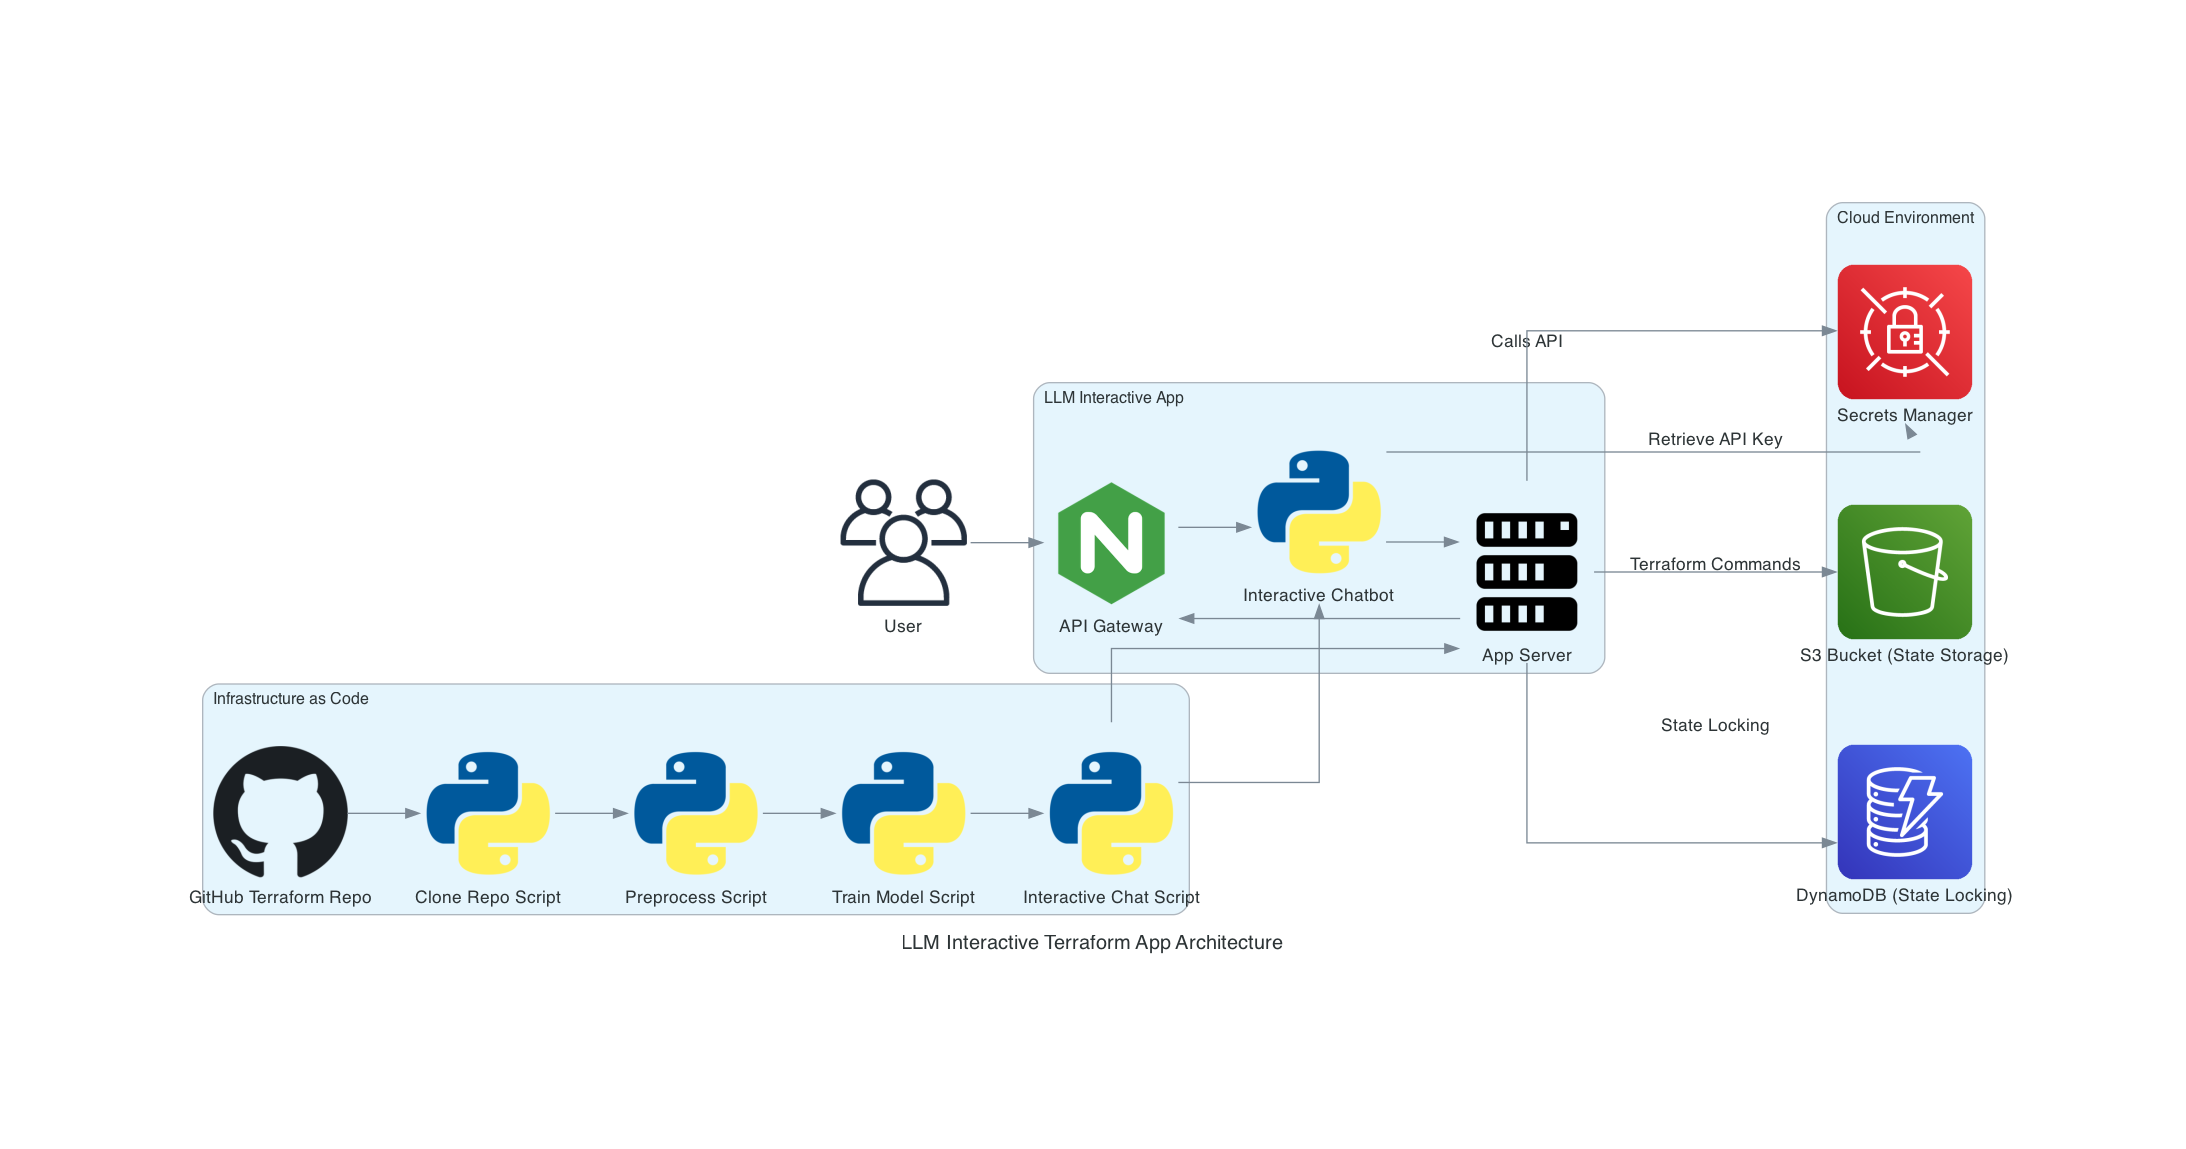 Cloud Environment
Secrets Manager
Calls API
LLM Interactive App
Retrieve API Key
Interactive Chatbot
API Gateway
User
App Server
Terraform Commands
S3 Bucket (State Storage)
State Locking
DynamoDB (State Locking)
Infrastructure as Code
GitHub Terraform Repo
Clone Repo Script
Preprocess Script
Train Model Script
Interactive Chat Script
LLM Interactive Terraform App Architecture